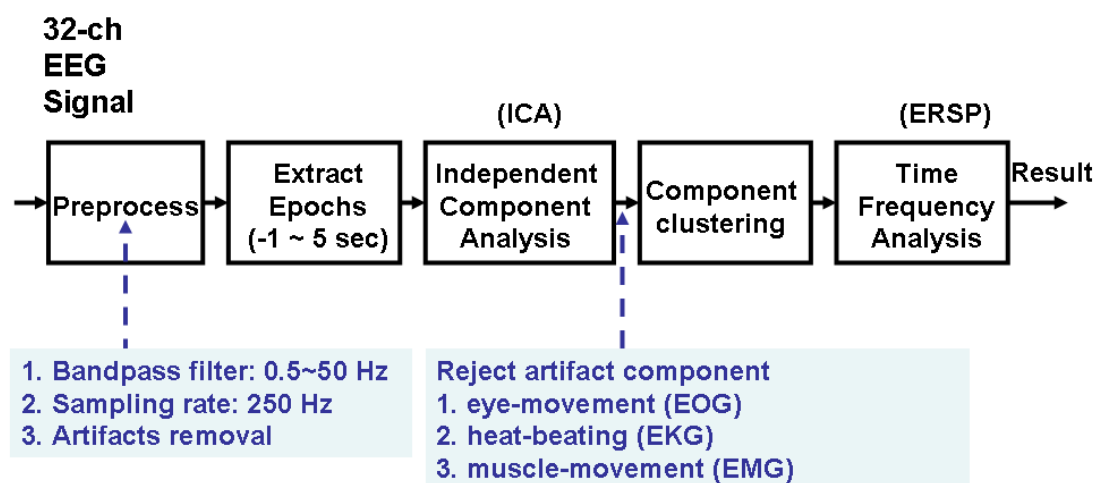 32-ch
EEG
Signal
(ICA)
(ERSP)
Preprocess
Extract
Epochs
(-1 ~ 5 sec)
Independent
Component
Analysis
Component
clustering
Time
Frequency
Analysis
Result
1. Bandpass filter: 0.5~50 Hz
2. Sampling rate: 250 Hz
3. Artifacts removal
Reject artifact component
1. eye-movement (EOG)
2. heat-beating (EKG)
3. muscle-movement (EMG)